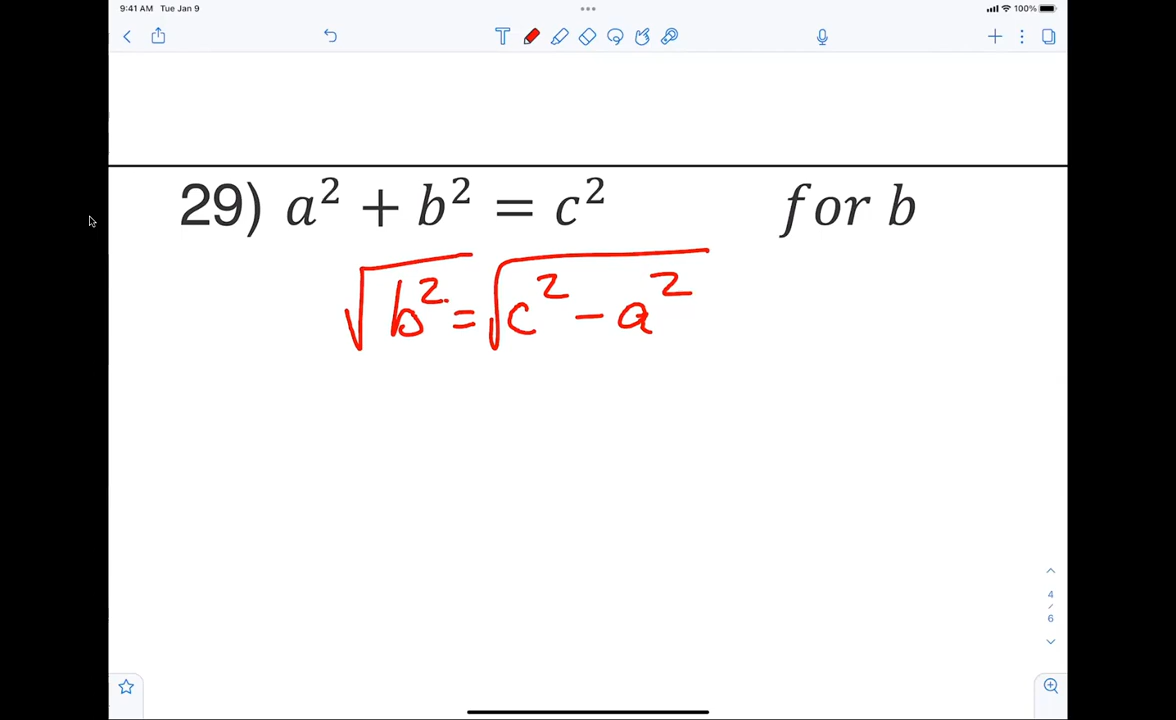 9:41 AM Tue Jan 9 100%
29) a² + b² = c² for b
√b² = √c² − a²
4
/
6